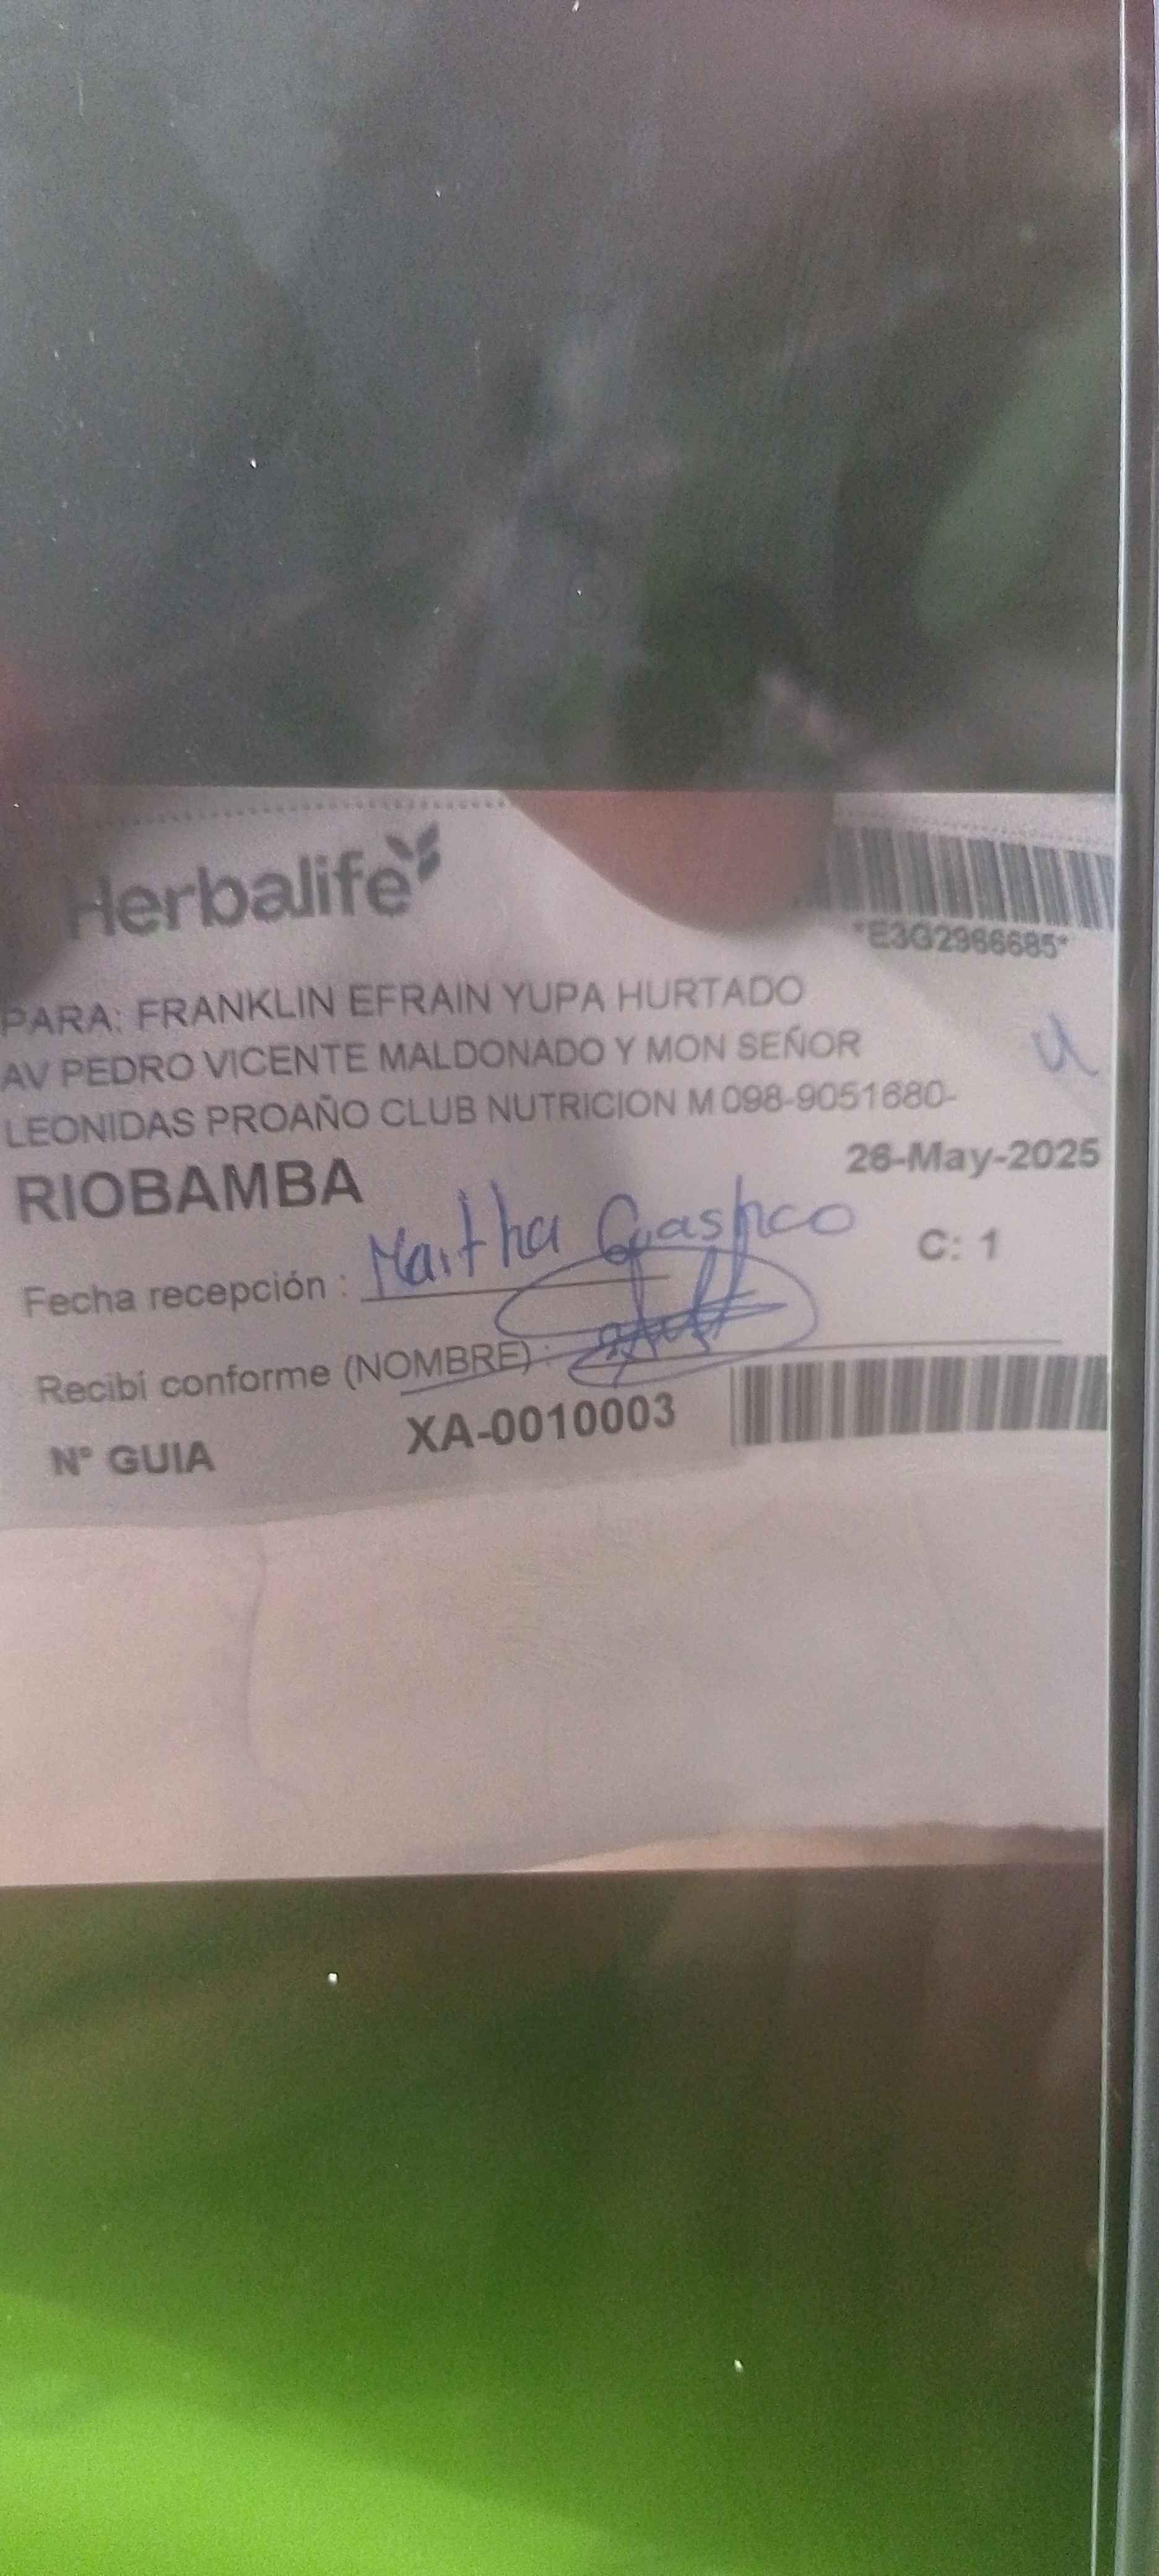 Herbalife
*E3G2966685*
PARA: FRANKLIN EFRAIN YUPA HURTADO
AV PEDRO VICENTE MALDONADO Y MON SEÑOR
LEONIDAS PROAÑO CLUB NUTRICION M 098-9051680-
RIOBAMBA
26-May-2025
C: 1
Fecha recepción : Martha Guashco
Recibí conforme (NOMBRE) :
N° GUIA XA-0010003